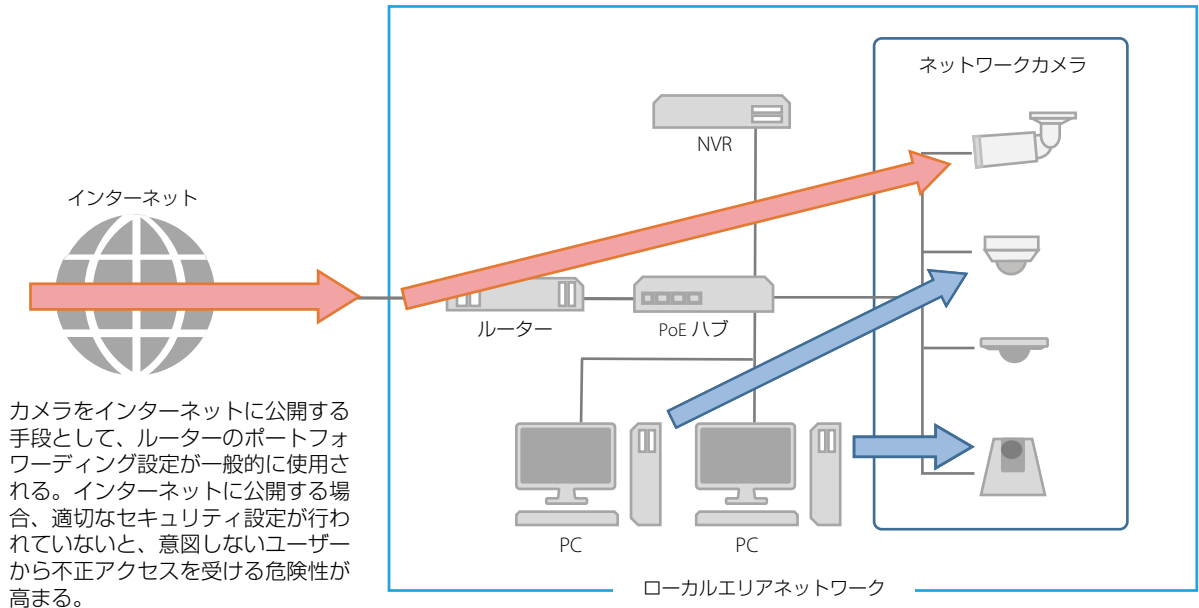 ネットワークカメラ
NVR
インターネット
ルーター
PoE ハブ
カメラをインターネットに公開する
手段として、ルーターのポートフォ
ワーディング設定が一般的に使用さ
れる。インターネットに公開する場
合、適切なセキュリティ設定が行わ
れていないと、意図しないユーザー
から不正アクセスを受ける危険性が
高まる。
PC
PC
ローカルエリアネットワーク